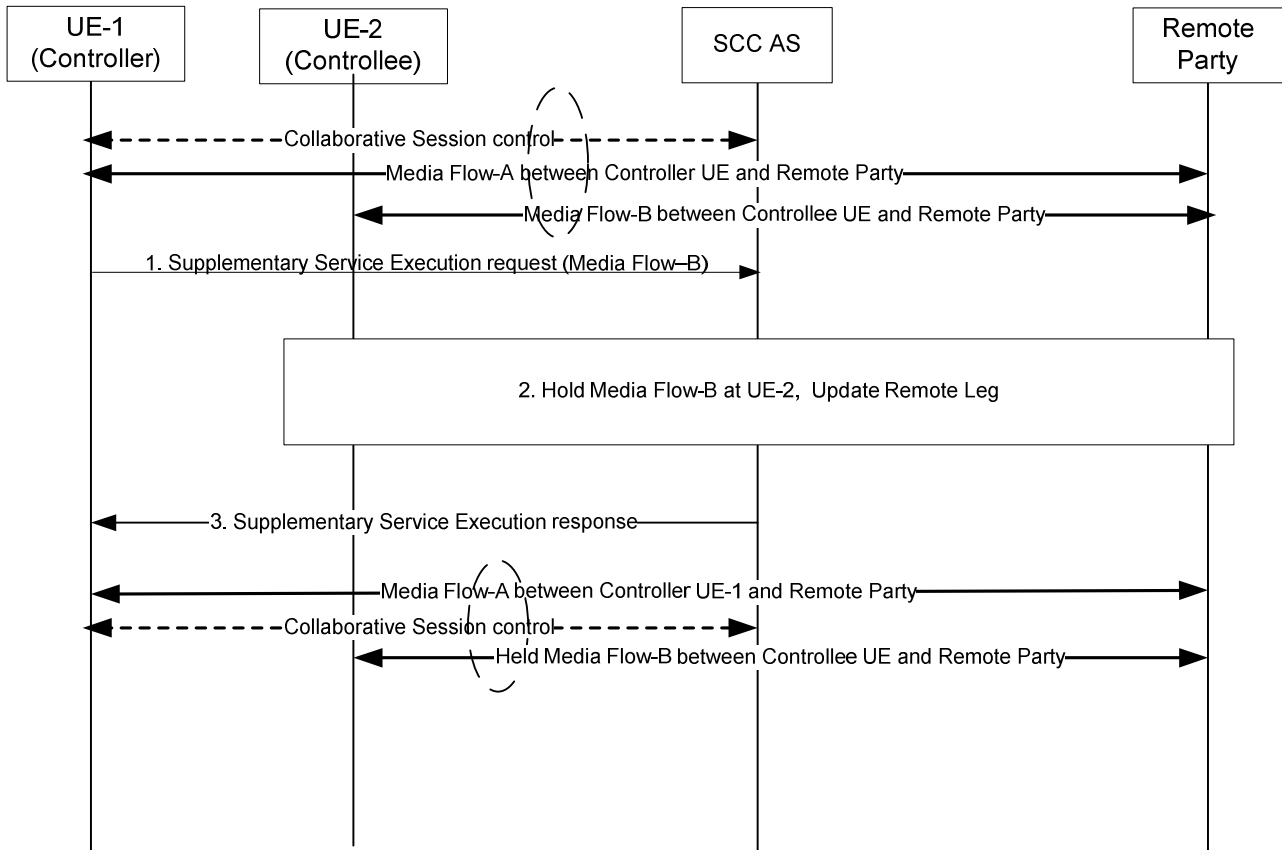 UE-1
(Controller)
UE-2
(Controllee)
SCC AS
Remote
Party
Collaborative Session control
Media Flow-A between Controller UE and Remote Party
Media Flow-B between Controllee UE and Remote Party
1. Supplementary Service Execution request (Media Flow–B)
2. Hold Media Flow-B at UE-2, Update Remote Leg
3. Supplementary Service Execution response
Media Flow-A between Controller UE-1 and Remote Party
Collaborative Session control
Held Media Flow-B between Controllee UE and Remote Party